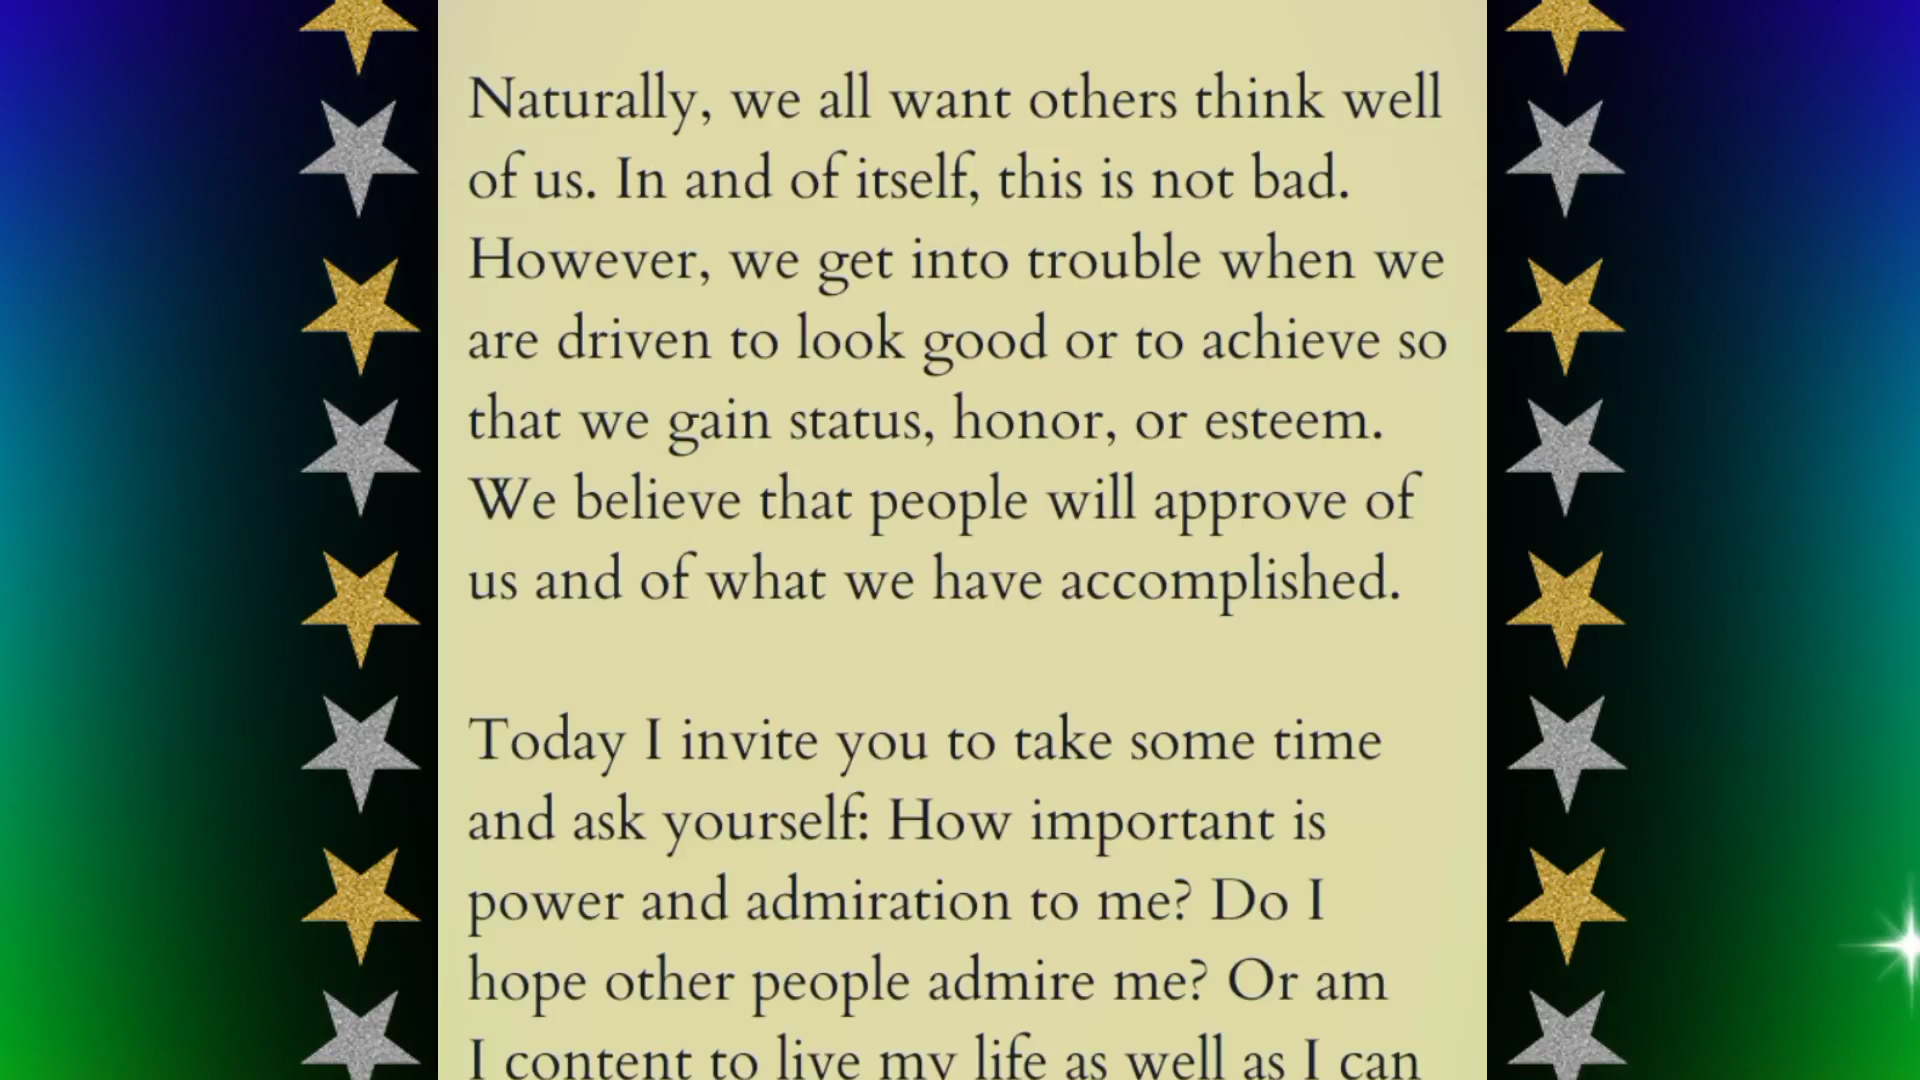 Naturally, we all want others think well
of us. In and of itself, this is not bad.
However, we get into trouble when we
are driven to look good or to achieve so
that we gain status, honor, or esteem.
We believe that people will approve of
us and of what we have accomplished.
Today I invite you to take some time
and ask yourself: How important is
power and admiration to me? Do I
hope other people admire me? Or am
I content to live my life as well as I can